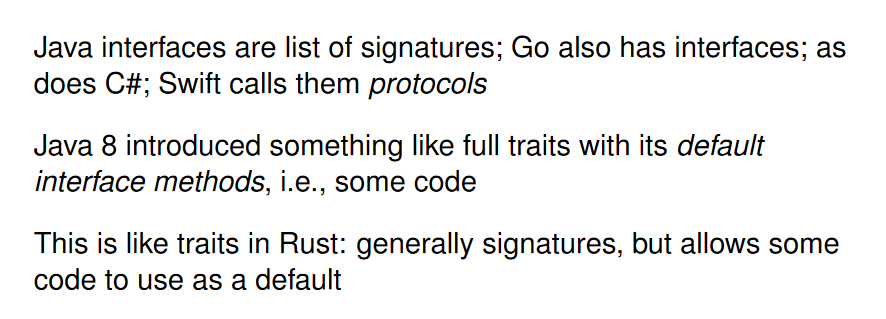 Java interfaces are list of signatures; Go also has interfaces; as
does C#; Swift calls them protocols
Java 8 introduced something like full traits with its default
interface methods, i.e., some code
This is like traits in Rust: generally signatures, but allows some
code to use as a default